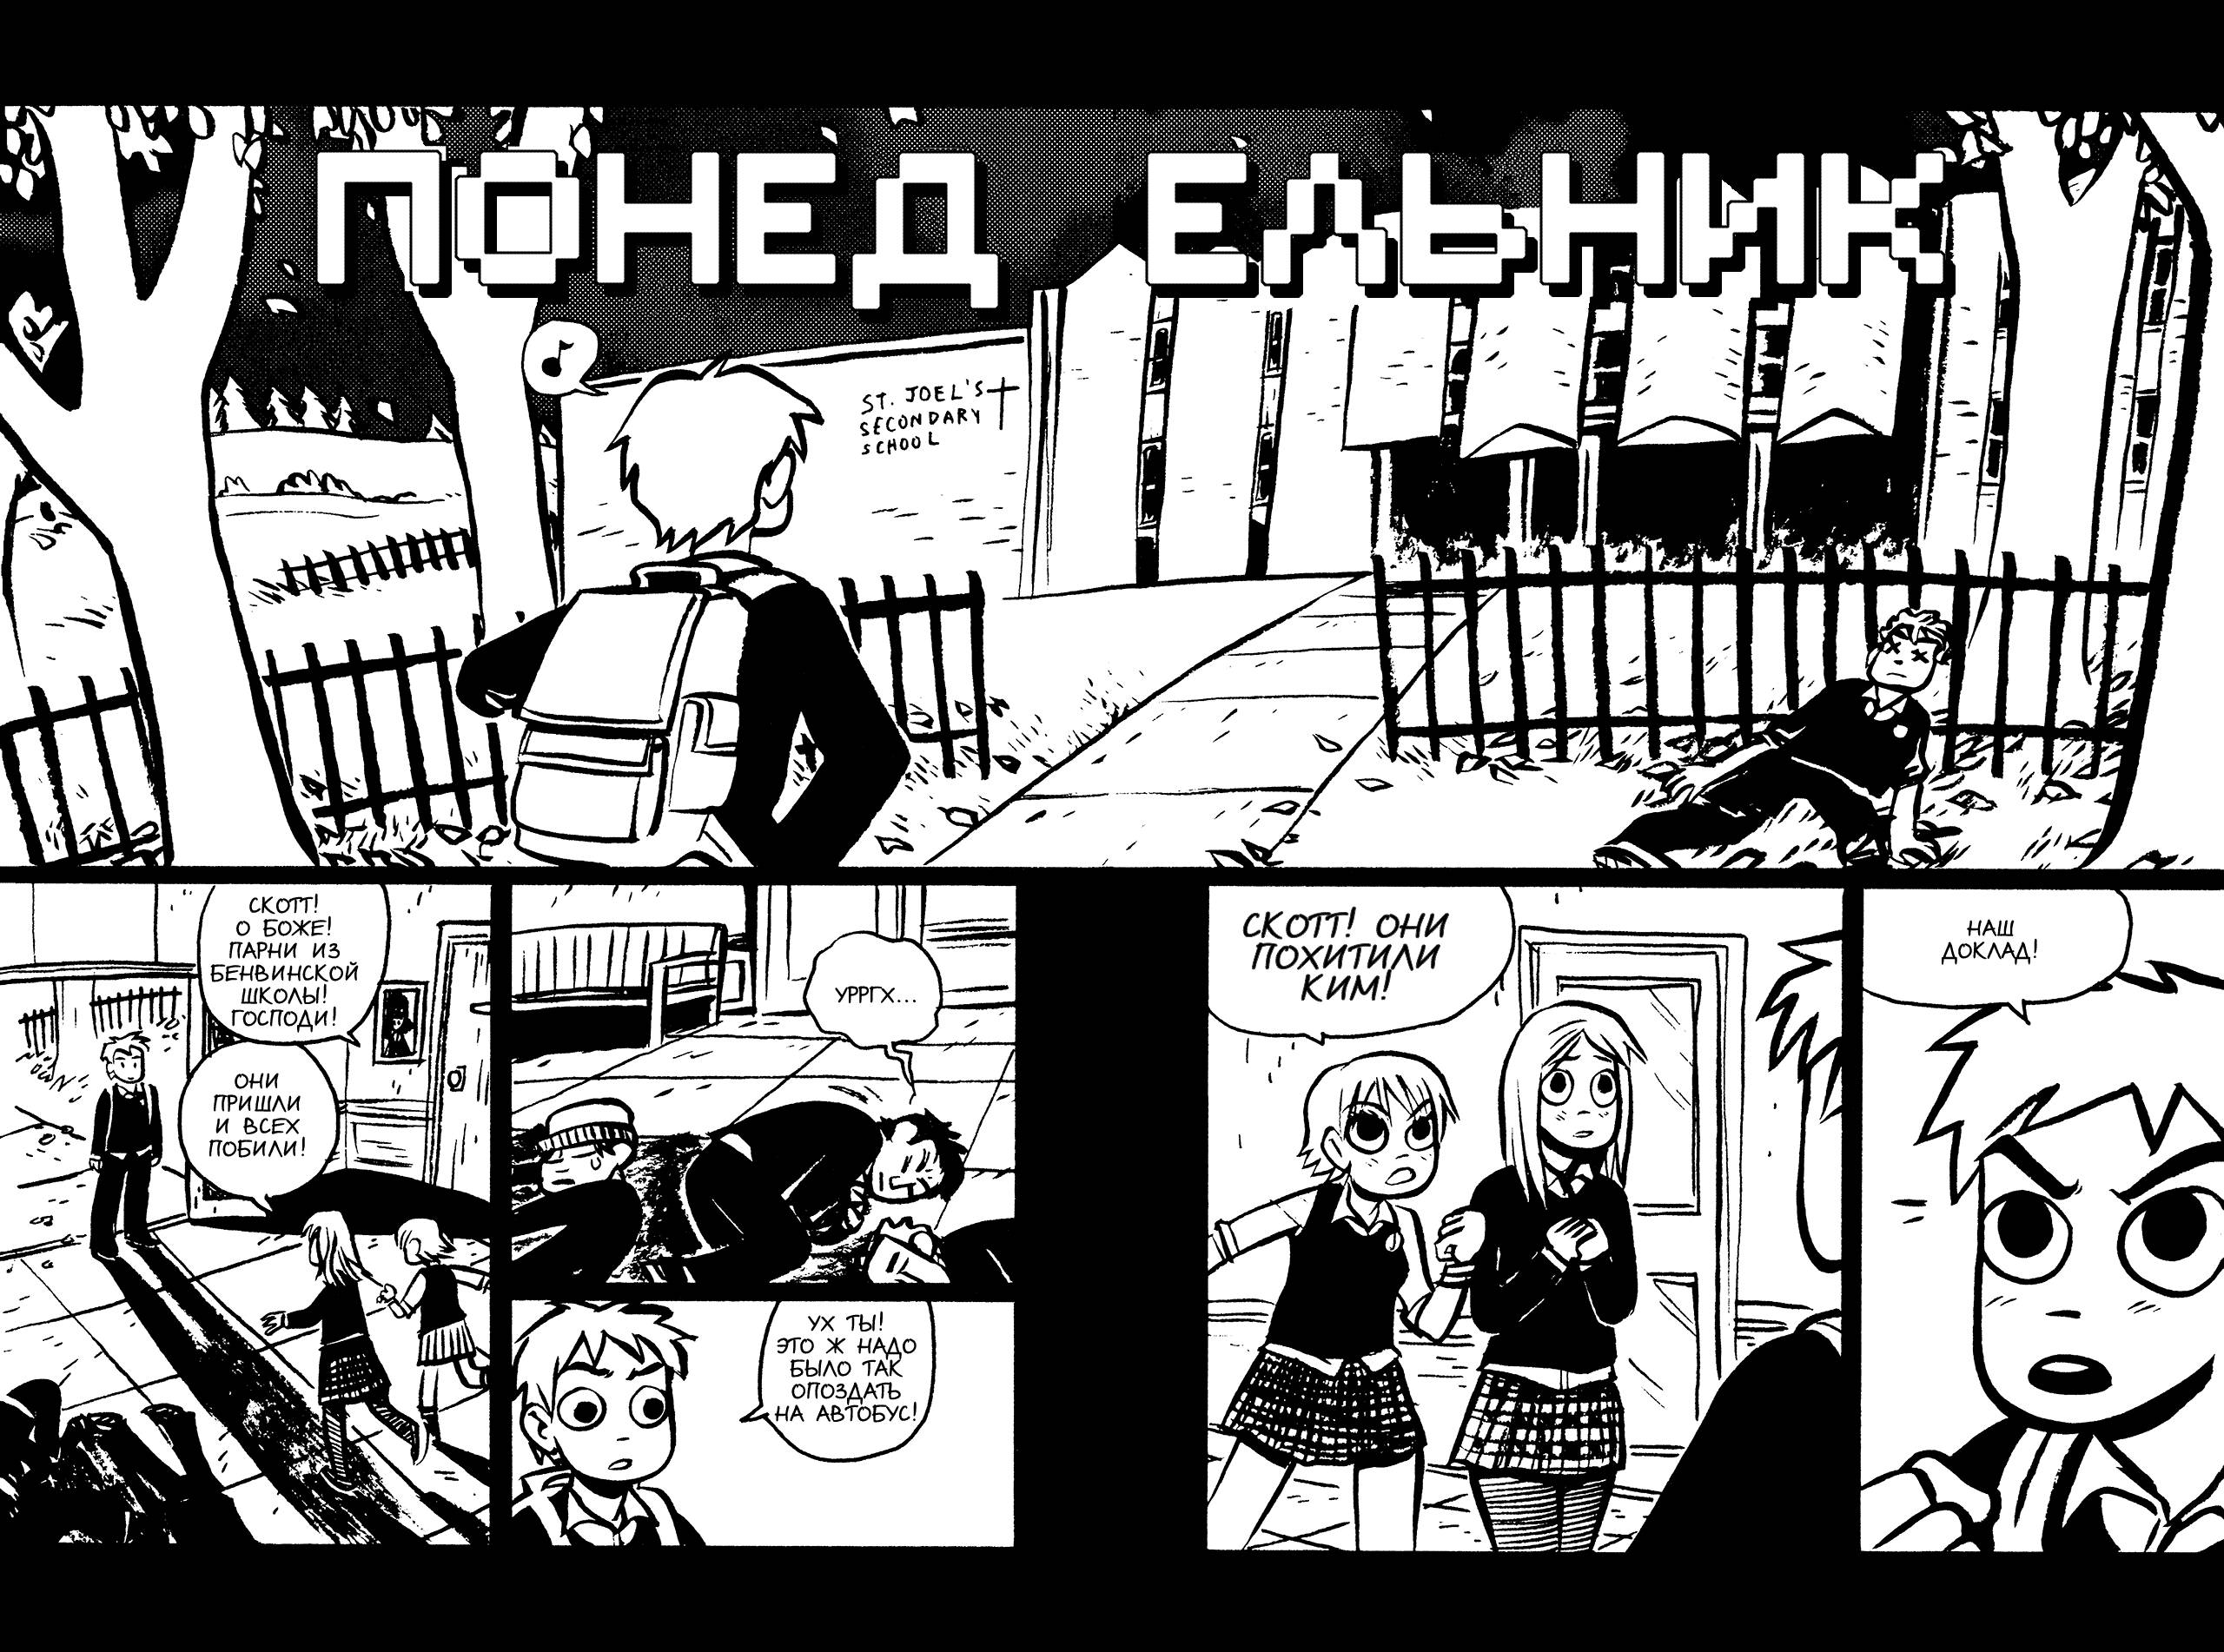 ПОНЕД ЕЛЬНИК
ST. JOEL'S
SECONDARY
SCHOOL
СКОТТ!
О БОЖЕ!
ПАРНИ ИЗ
БЕНВИНСКОЙ
ШКОЛЫ!
ГОСПОДИ!
ОНИ
ПРИШЛИ
И ВСЕХ
ПОБИЛИ!
УРРГХ...
УХ ТЫ!
ЭТО Ж НАДО
БЫЛО ТАК
ОПОЗДАТЬ
НА АВТОБУС!
СКОТТ! ОНИ
ПОХИТИЛИ
КИМ!
НАШ
ДОКЛАД!